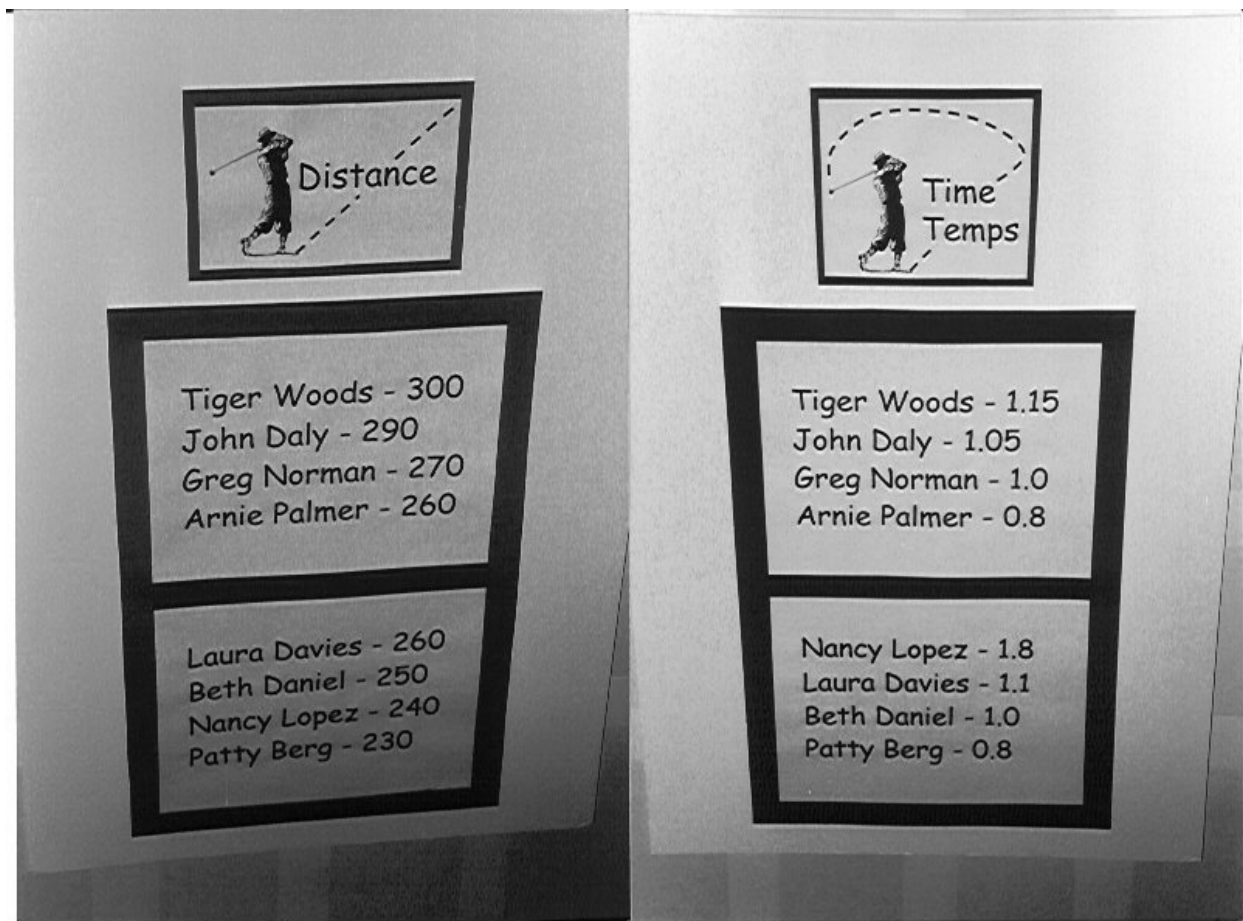 Distance
Tiger Woods - 300
John Daly - 290
Greg Norman - 270
Arnie Palmer - 260
Laura Davies - 260
Beth Daniel - 250
Nancy Lopez - 240
Patty Berg - 230
Time
Temps
Tiger Woods - 1.15
John Daly - 1.05
Greg Norman - 1.0
Arnie Palmer - 0.8
Nancy Lopez - 1.8
Laura Davies - 1.1
Beth Daniel - 1.0
Patty Berg - 0.8